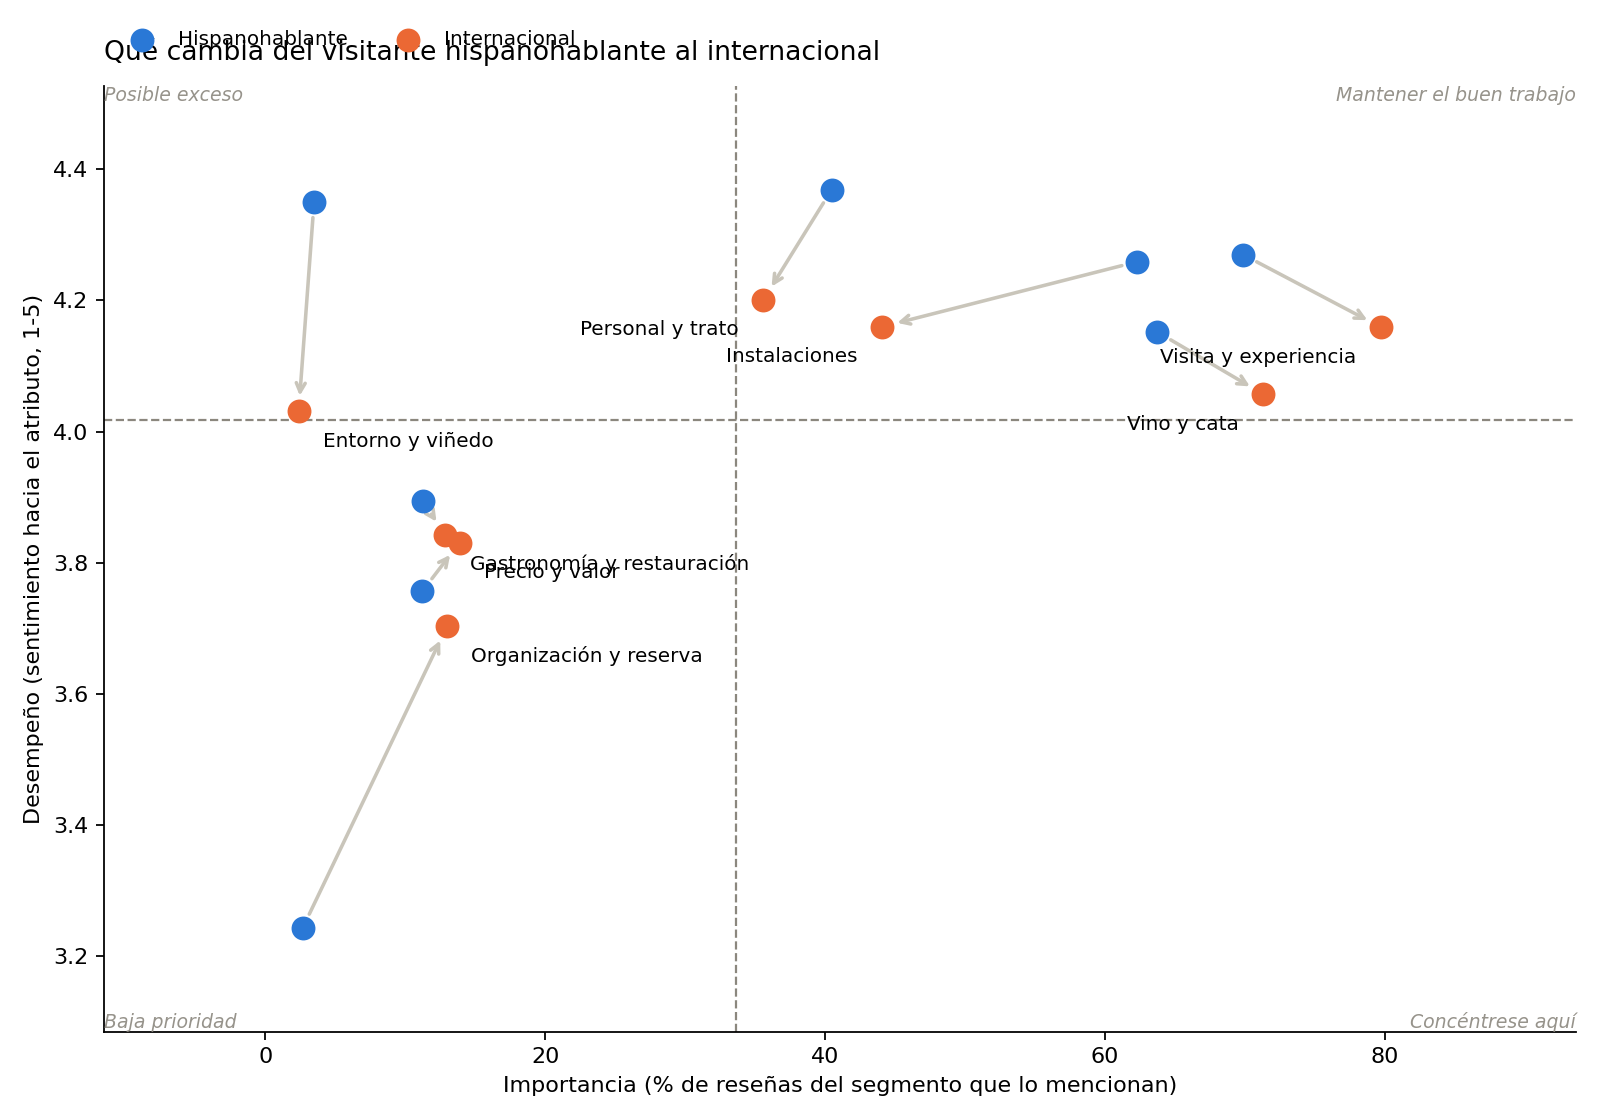 Hispanohablante
Internacional
Qué cambia del visitante hispanohablante al internacional
Posible exceso
Mantener el buen trabajo
4.4
4.2
4.0
3.8
3.6
3.4
3.2
Desempeño (sentimiento hacia el atributo, 1-5)
Personal y trato
Instalaciones
Visita y experiencia
Vino y cata
Entorno y viñedo
Gastronomía y restauración
Precio y valor
Organización y reserva
Baja prioridad
Concéntrese aquí
0
20
40
60
80
Importancia (% de reseñas del segmento que lo mencionan)